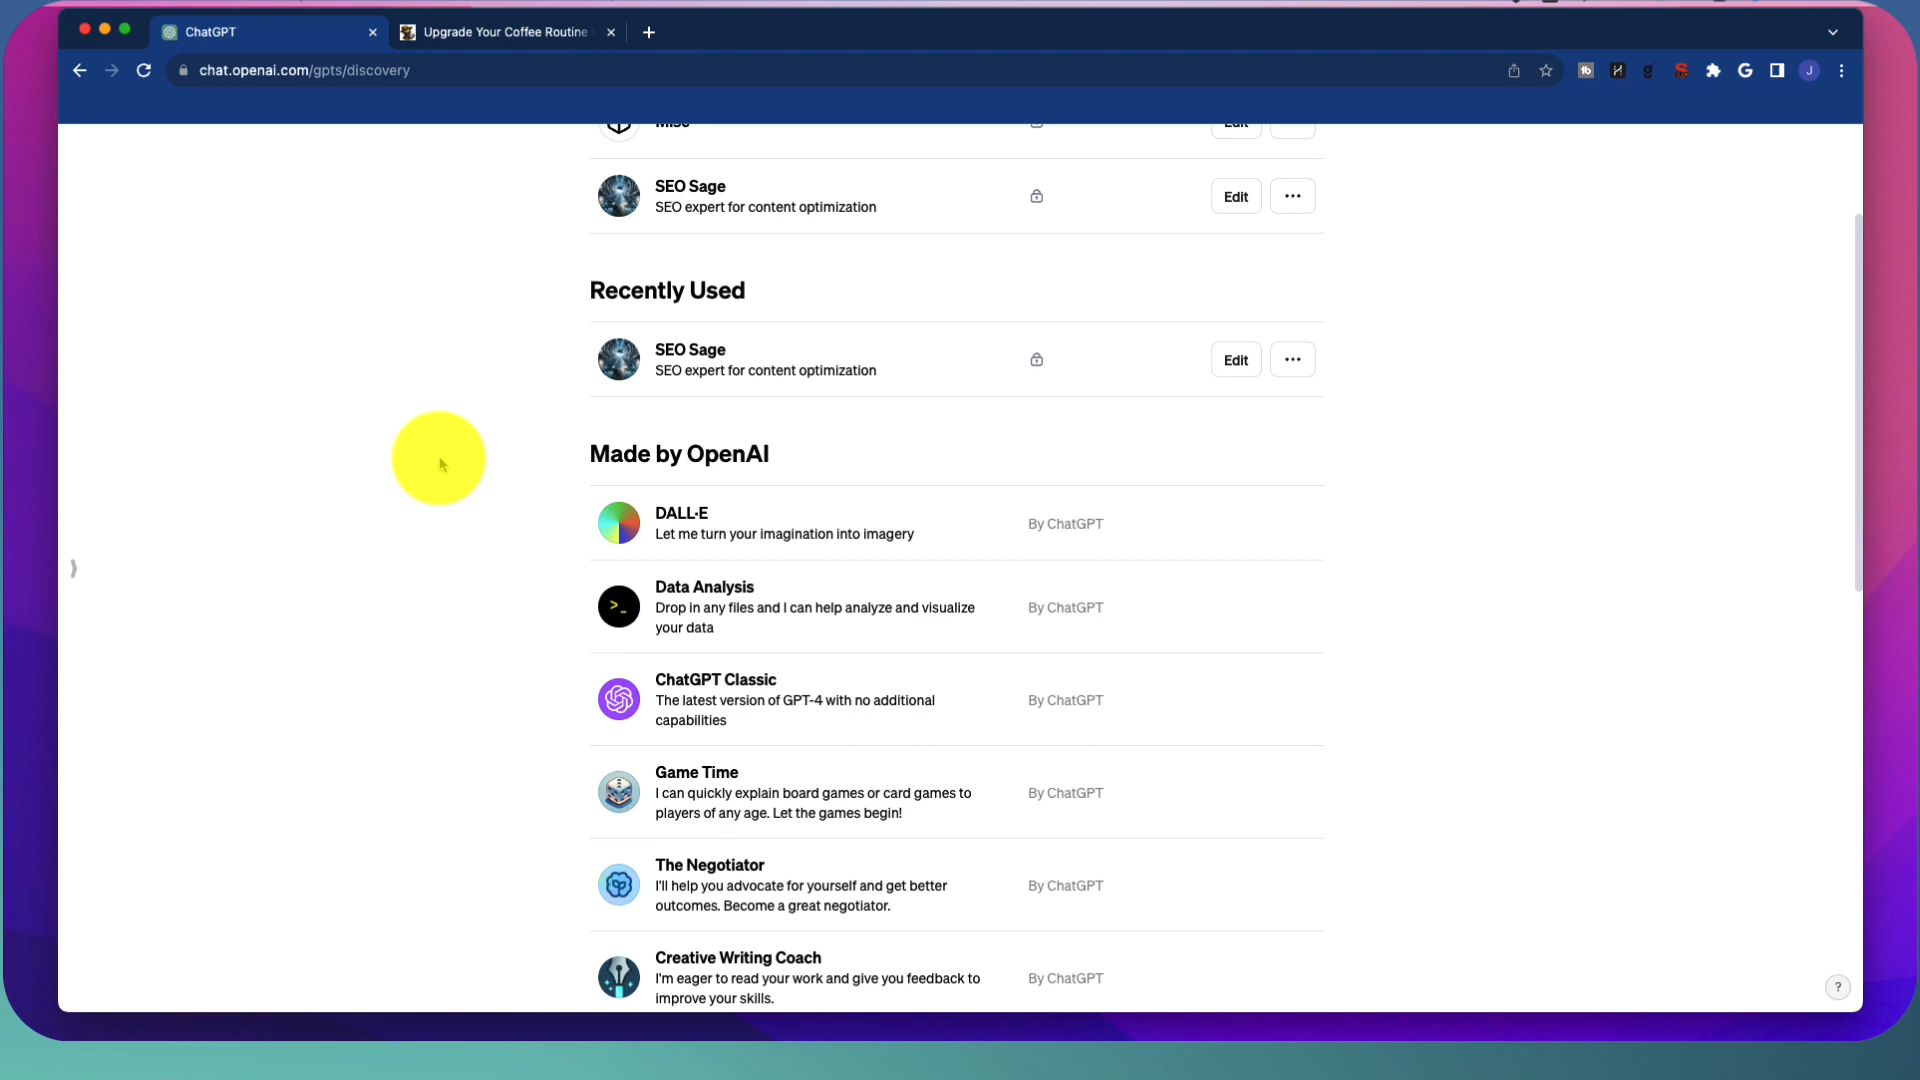 ChatGPT
Upgrade Your Coffee Routine
chat.openai.com/gpts/discovery
J
Misc
Edit
SEO Sage
SEO expert for content optimization
Edit
Recently Used
SEO Sage
SEO expert for content optimization
Edit
Made by OpenAI
DALL·E
Let me turn your imagination into imagery
By ChatGPT
Data Analysis
Drop in any files and I can help analyze and visualize
your data
By ChatGPT
ChatGPT Classic
The latest version of GPT-4 with no additional
capabilities
By ChatGPT
Game Time
I can quickly explain board games or card games to
players of any age. Let the games begin!
By ChatGPT
The Negotiator
I'll help you advocate for yourself and get better
outcomes. Become a great negotiator.
By ChatGPT
Creative Writing Coach
I'm eager to read your work and give you feedback to
improve your skills.
By ChatGPT
?